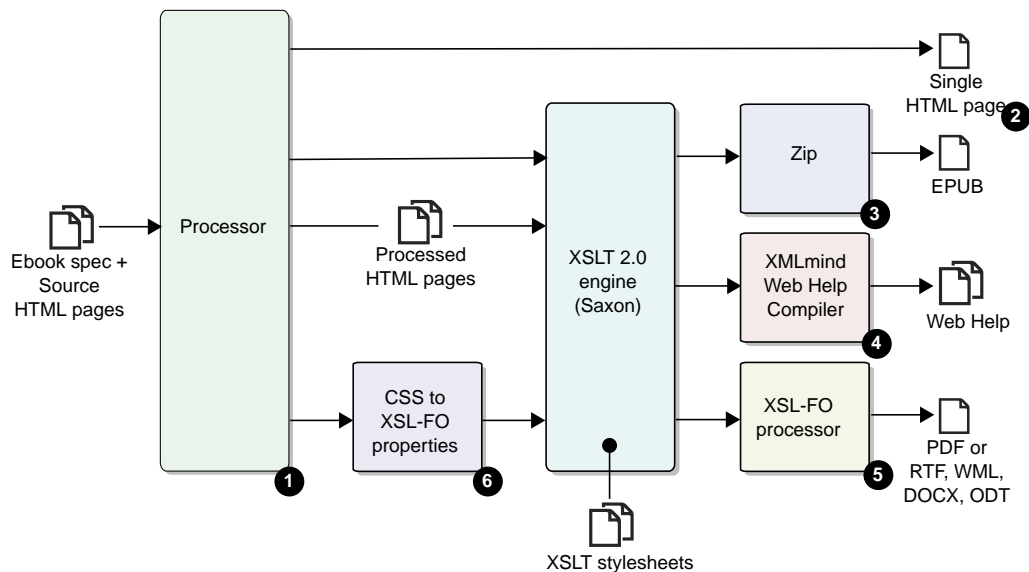 Single
HTML page
2
Zip
3
EPUB
Processor
1
Ebook spec +
Source
HTML pages
Processed
HTML pages
XSLT 2.0
engine
(Saxon)
XMLmind
Web Help
Compiler
4
Web Help
CSS to
XSL-FO
properties
6
XSL-FO
processor
5
PDF or
RTF, WML,
DOCX, ODT
XSLT stylesheets